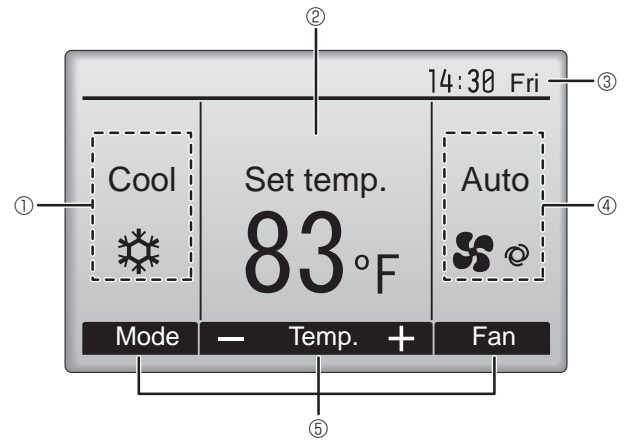 ②
14:30 Fri
③
①
Cool
Set temp.
Auto
④
83°F
Mode
− Temp. +
Fan
⑤